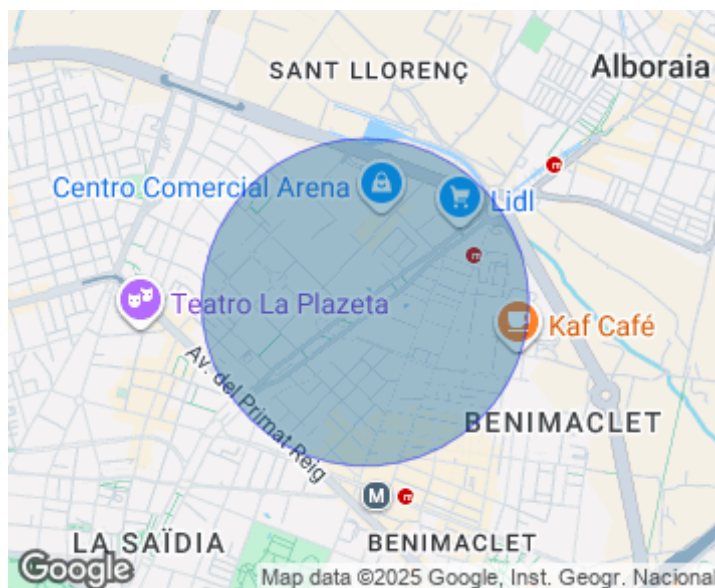 SANT LLORENÇ
Alboraia
Centro Comercial Arena
Lidl
Teatro La Plazeta
Kaf Café
Av. del Primat Reig
BENIMACLET
M
LA SAÏDIA
BENIMACLET
Google
Map data ©2025 Google, Inst. Geogr. Nacional